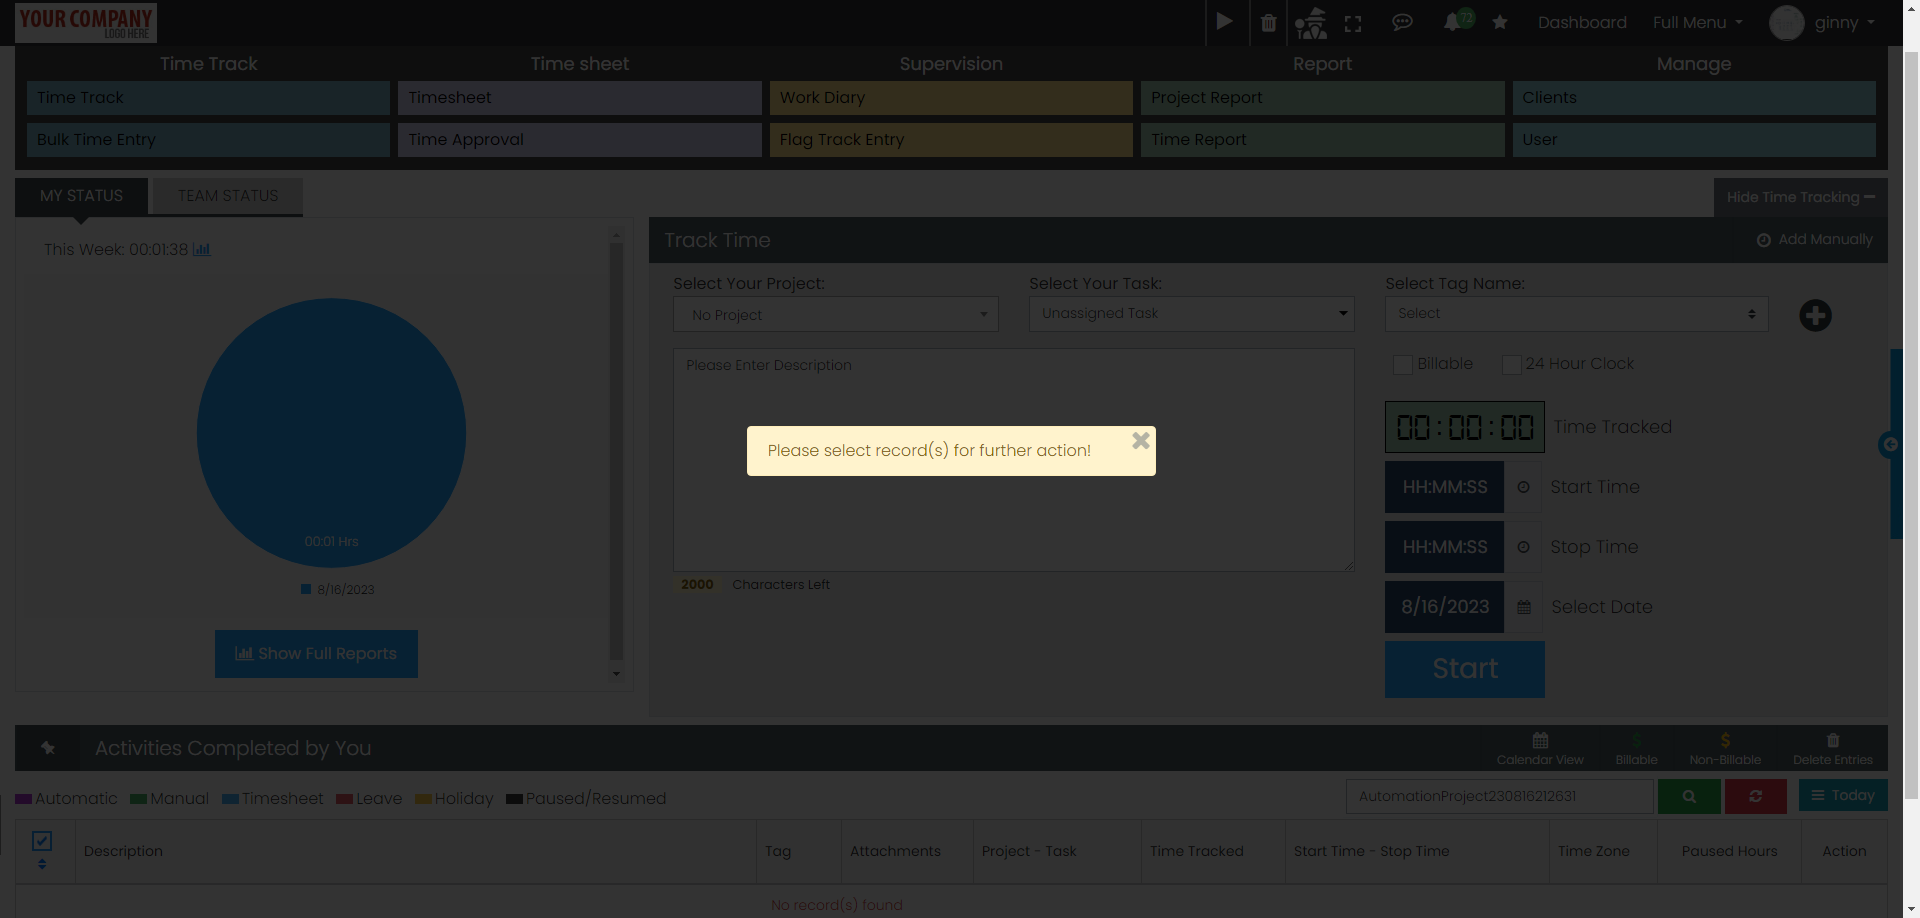 YOUR COMPANY
LOGO HERE
72
Dashboard
Full Menu
ginny
Time Track
Time sheet
Supervision
Report
Manage
Time Track
Timesheet
Work Diary
Project Report
Clients
Bulk Time Entry
Time Approval
Flag Track Entry
Time Report
User
MY STATUS
TEAM STATUS
Hide Time Tracking
This Week: 00:01:38
Track Time
Add Manually
Select Your Project:
Select Your Task:
Select Tag Name:
No Project
Unassigned Task
Select
Please Enter Description
Billable
24 Hour Clock
00:00:00
Time Tracked
Please select record(s) for further action!
HH:MM:SS
Start Time
HH:MM:SS
Stop Time
00:01 Hrs
8/16/2023
2000 Characters Left
8/16/2023
Select Date
Show Full Reports
Start
Activities Completed by You
Calendar View
Billable
Non-Billable
Delete Entries
Automatic
Manual
Timesheet
Leave
Holiday
Paused/Resumed
AutomationProject230816212631
Today
Description
Tag
Attachments
Project - Task
Time Tracked
Start Time - Stop Time
Time Zone
Paused Hours
Action
No record(s) found